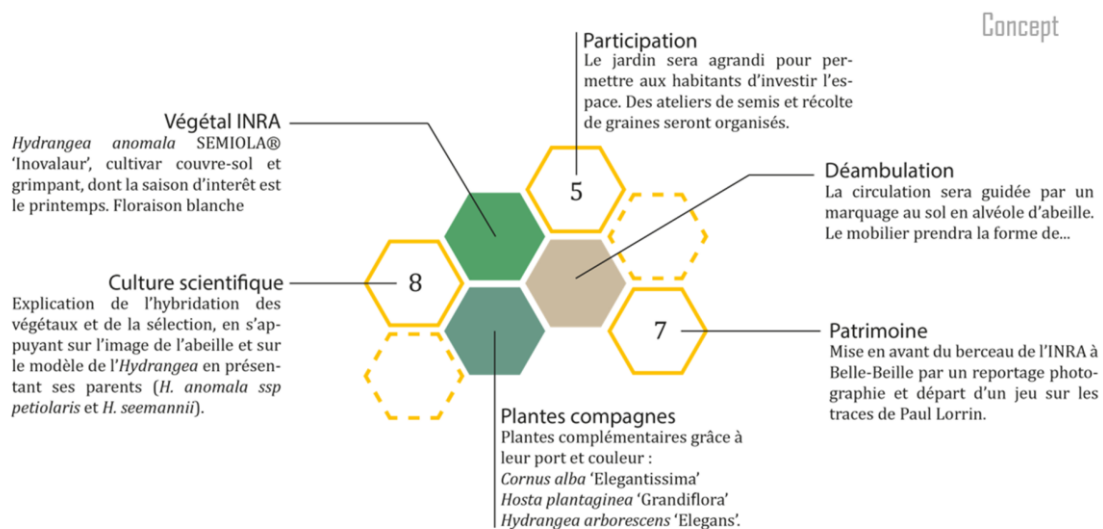 Concept
Participation
Le jardin sera agrandi pour per-
mettre aux habitants d'investir l'es-
pace. Des ateliers de semis et récolte
de graines seront organisés.
Végétal INRA
Hydrangea anomala SEMIOLA®
'Inovalaur', cultivar couvre-sol et
grimpant, dont la saison d'interêt est
le printemps. Floraison blanche
5
Déambulation
La circulation sera guidée par un
marquage au sol en alvéole d'abeille.
Le mobilier prendra la forme de...
Culture scientifique
Explication de l'hybridation des
végétaux et de la sélection, en s'ap-
puyant sur l'image de l'abeille et sur
le modèle de l'Hydrangea en présen-
tant ses parents (H. anomala ssp
petiolaris et H. seemannii).
8
7
Patrimoine
Mise en avant du berceau de l'INRA à
Belle-Beille par un reportage photo-
graphie et départ d'un jeu sur les
traces de Paul Lorrin.
Plantes compagnes
Plantes complémentaires grâce à
leur port et couleur :
Cornus alba 'Elegantissima'
Hosta plantaginea 'Grandiflora'
Hydrangea arborescens 'Elegans'.